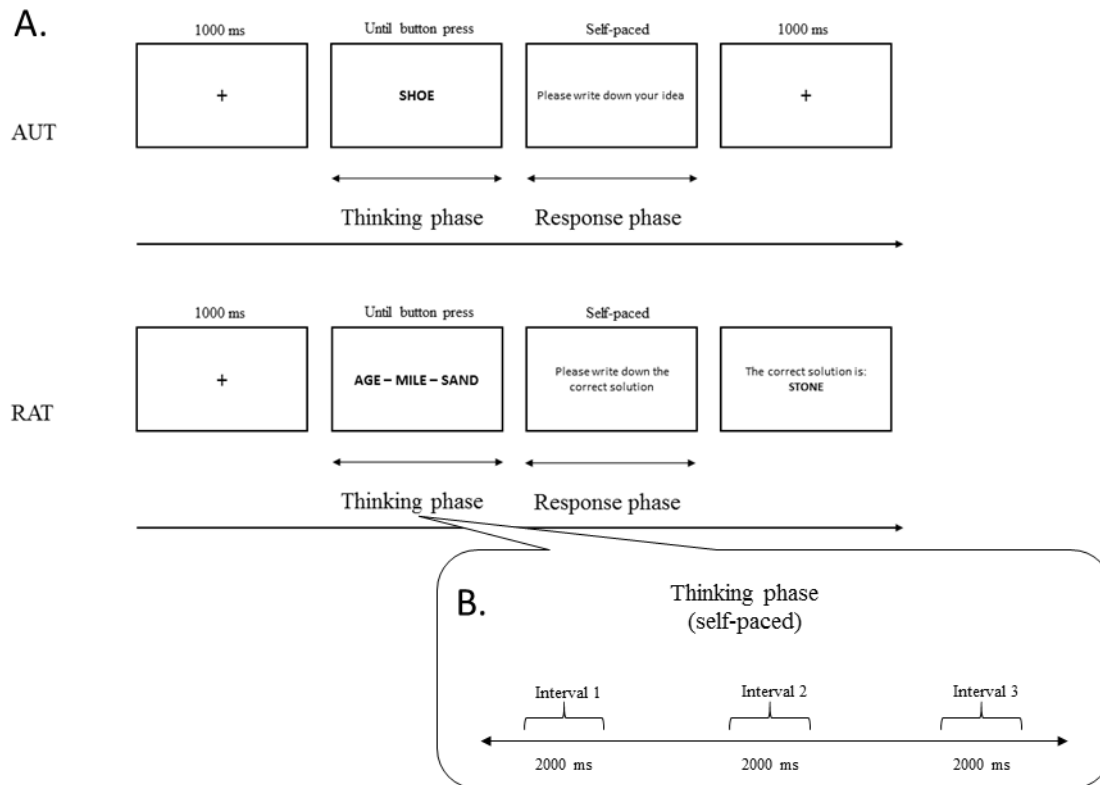 A.
1000 ms
Until button press
Self-paced
1000 ms
AUT
+
SHOE
Please write down your idea
+
Thinking phase
Response phase
1000 ms
Until button press
Self-paced
RAT
+
AGE – MILE – SAND
Please write down the
correct solution
The correct solution is:
STONE
Thinking phase
Response phase
B.
Thinking phase
(self-paced)
Interval 1
Interval 2
Interval 3
2000 ms
2000 ms
2000 ms